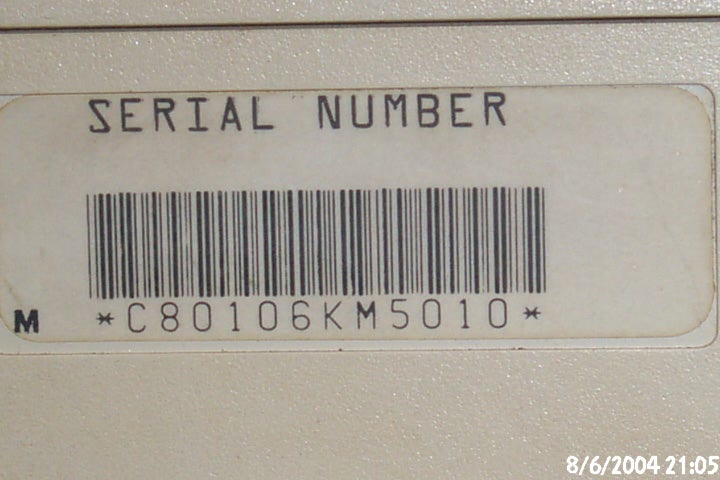 SERIAL NUMBER
M *C80106KM5010*
8/6/2004 21:05